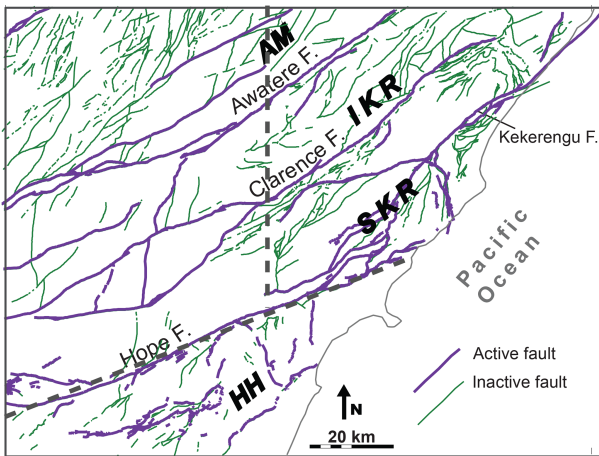 AM
Awatere F.
IKR
Clarence F.
Kekerengu F.
SKR
Pacific
Ocean
Hope F.
HH
Active fault
Inactive fault
N
20 km